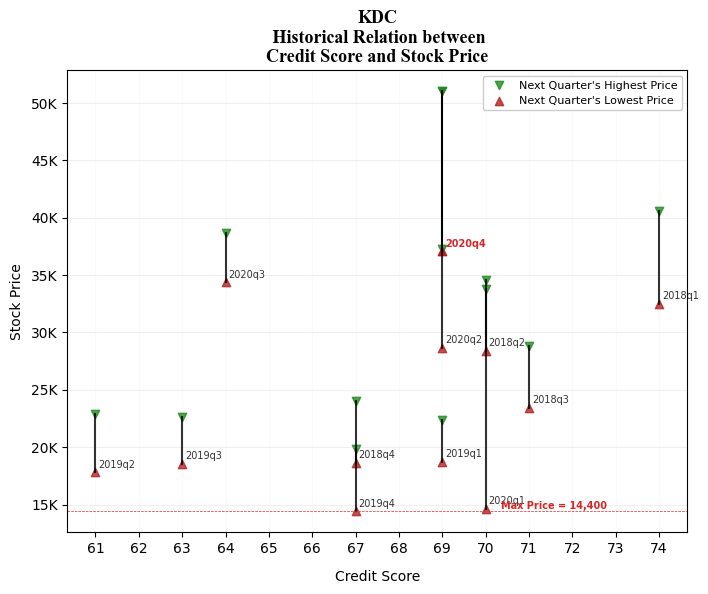 KDC
Historical Relation between
Credit Score and Stock Price
Next Quarter's Highest Price
Next Quarter's Lowest Price
50K
45K
40K
35K
30K
25K
20K
15K
Stock Price
2020q4
2020q3
2018q1
2020q2
2018q2
2018q3
2019q2
2019q3
2018q4
2019q1
2019q4
2020q1
Max Price = 14,400
61 62 63 64 65 66 67 68 69 70 71 72 73 74
Credit Score